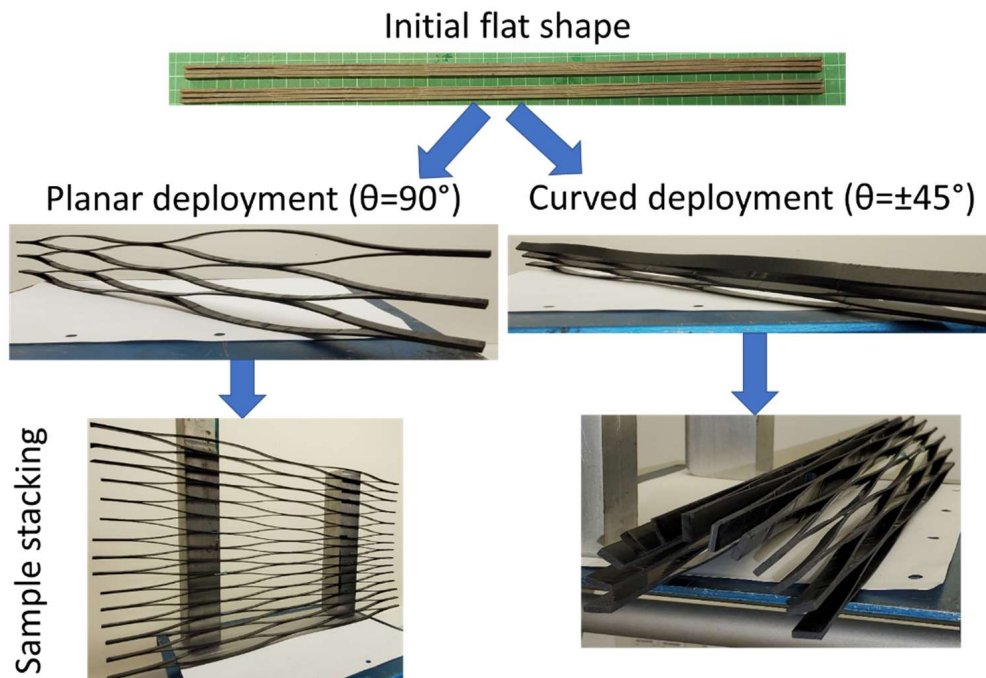 Initial flat shape
Planar deployment (θ=90°)
Curved deployment (θ=±45°)
Sample stacking